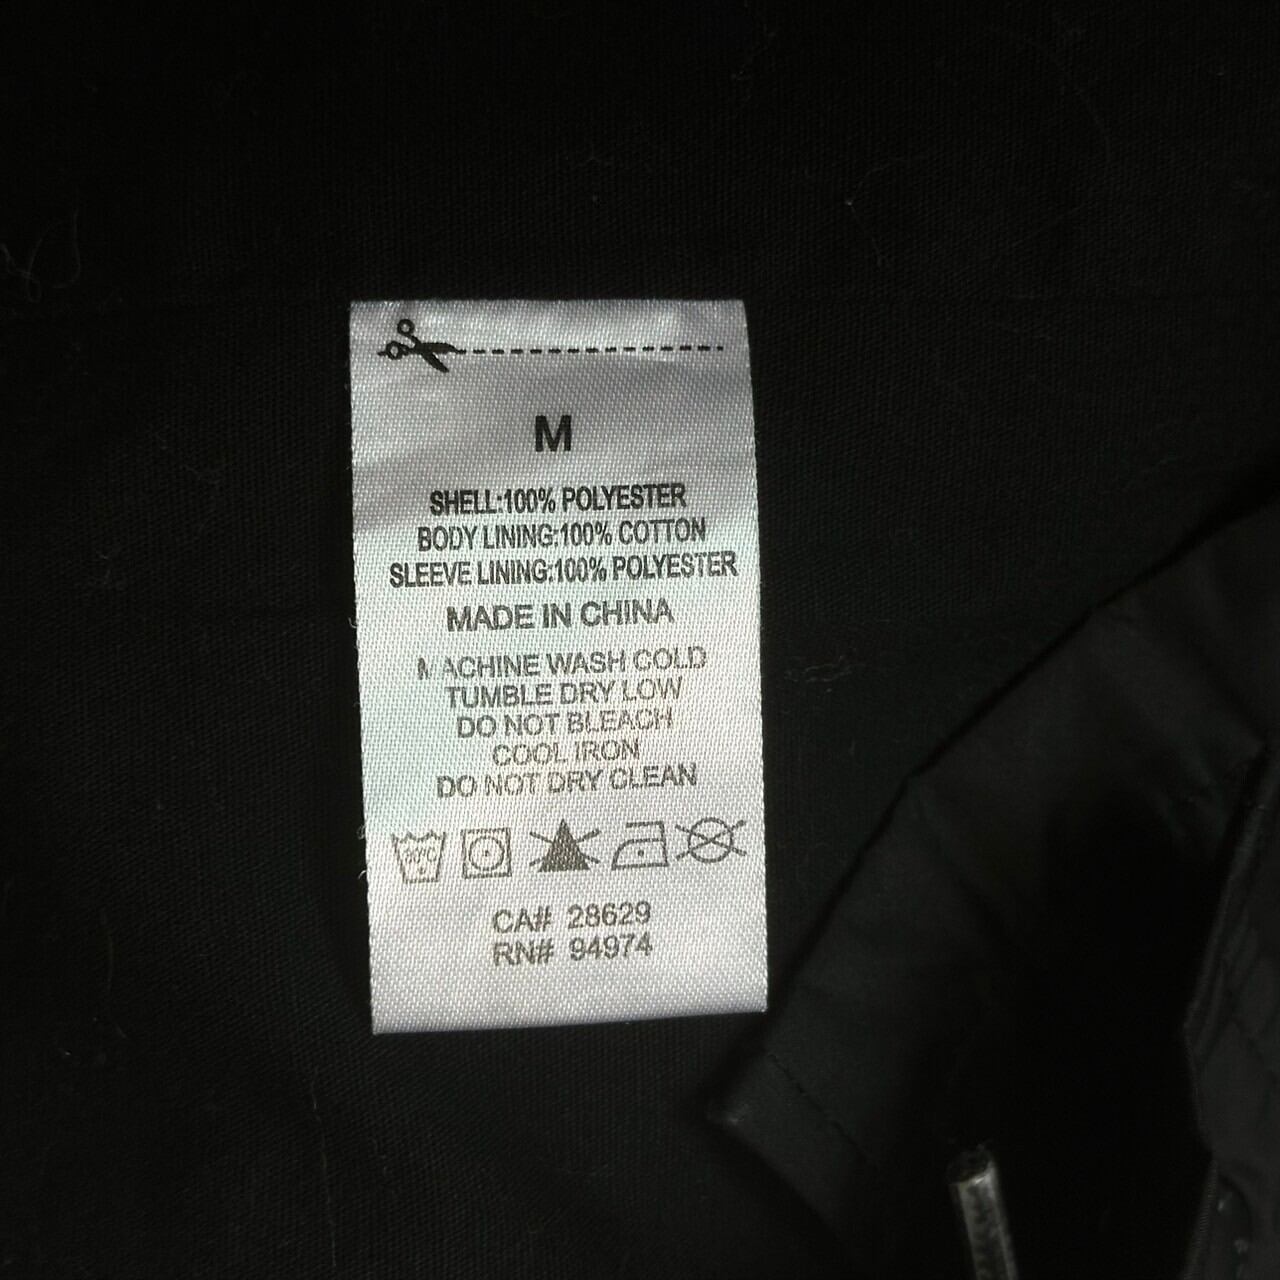 M
SHELL:100% POLYESTER
BODY LINING:100% COTTON
SLEEVE LINING:100% POLYESTER
MADE IN CHINA
MACHINE WASH COLD
TUMBLE DRY LOW
DO NOT BLEACH
COOL IRON
DO NOT DRY CLEAN
30°C
CA# 28629
RN# 94974